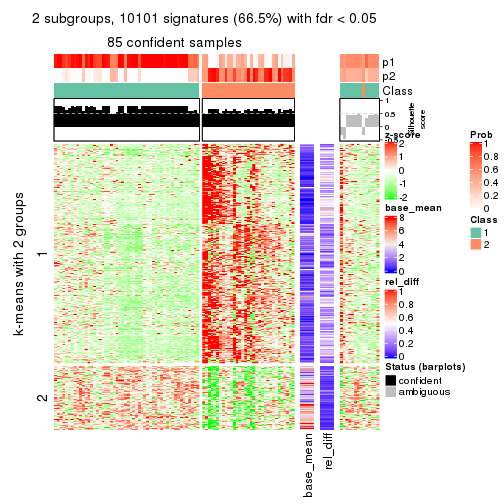 2 subgroups, 10101 signatures (66.5%) with fdr < 0.05
85 confident samples
p1
p2
Class
1
0.5
0
-0.5
Silhouette
score
k-means with 2 groups
1
2
base_mean
rel_diff
z-score
2
1
0
-1
-2
base_mean
8
6
4
2
0
rel_diff
1
0.8
0.6
0.4
0.2
0
Status (barplots)
confident
ambiguous
Prob
1
0.8
0.6
0.4
0.2
0
Class
1
2